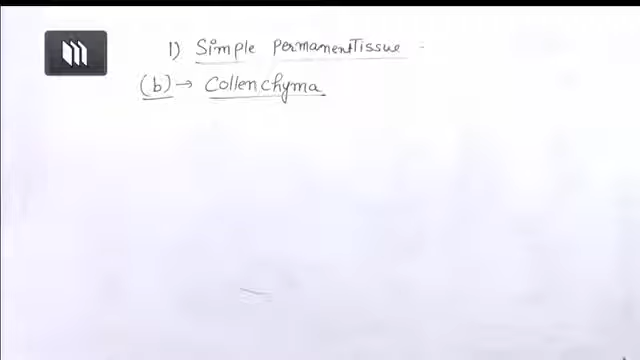 1) Simple PermanentTissue :
(b) → Collenchyma